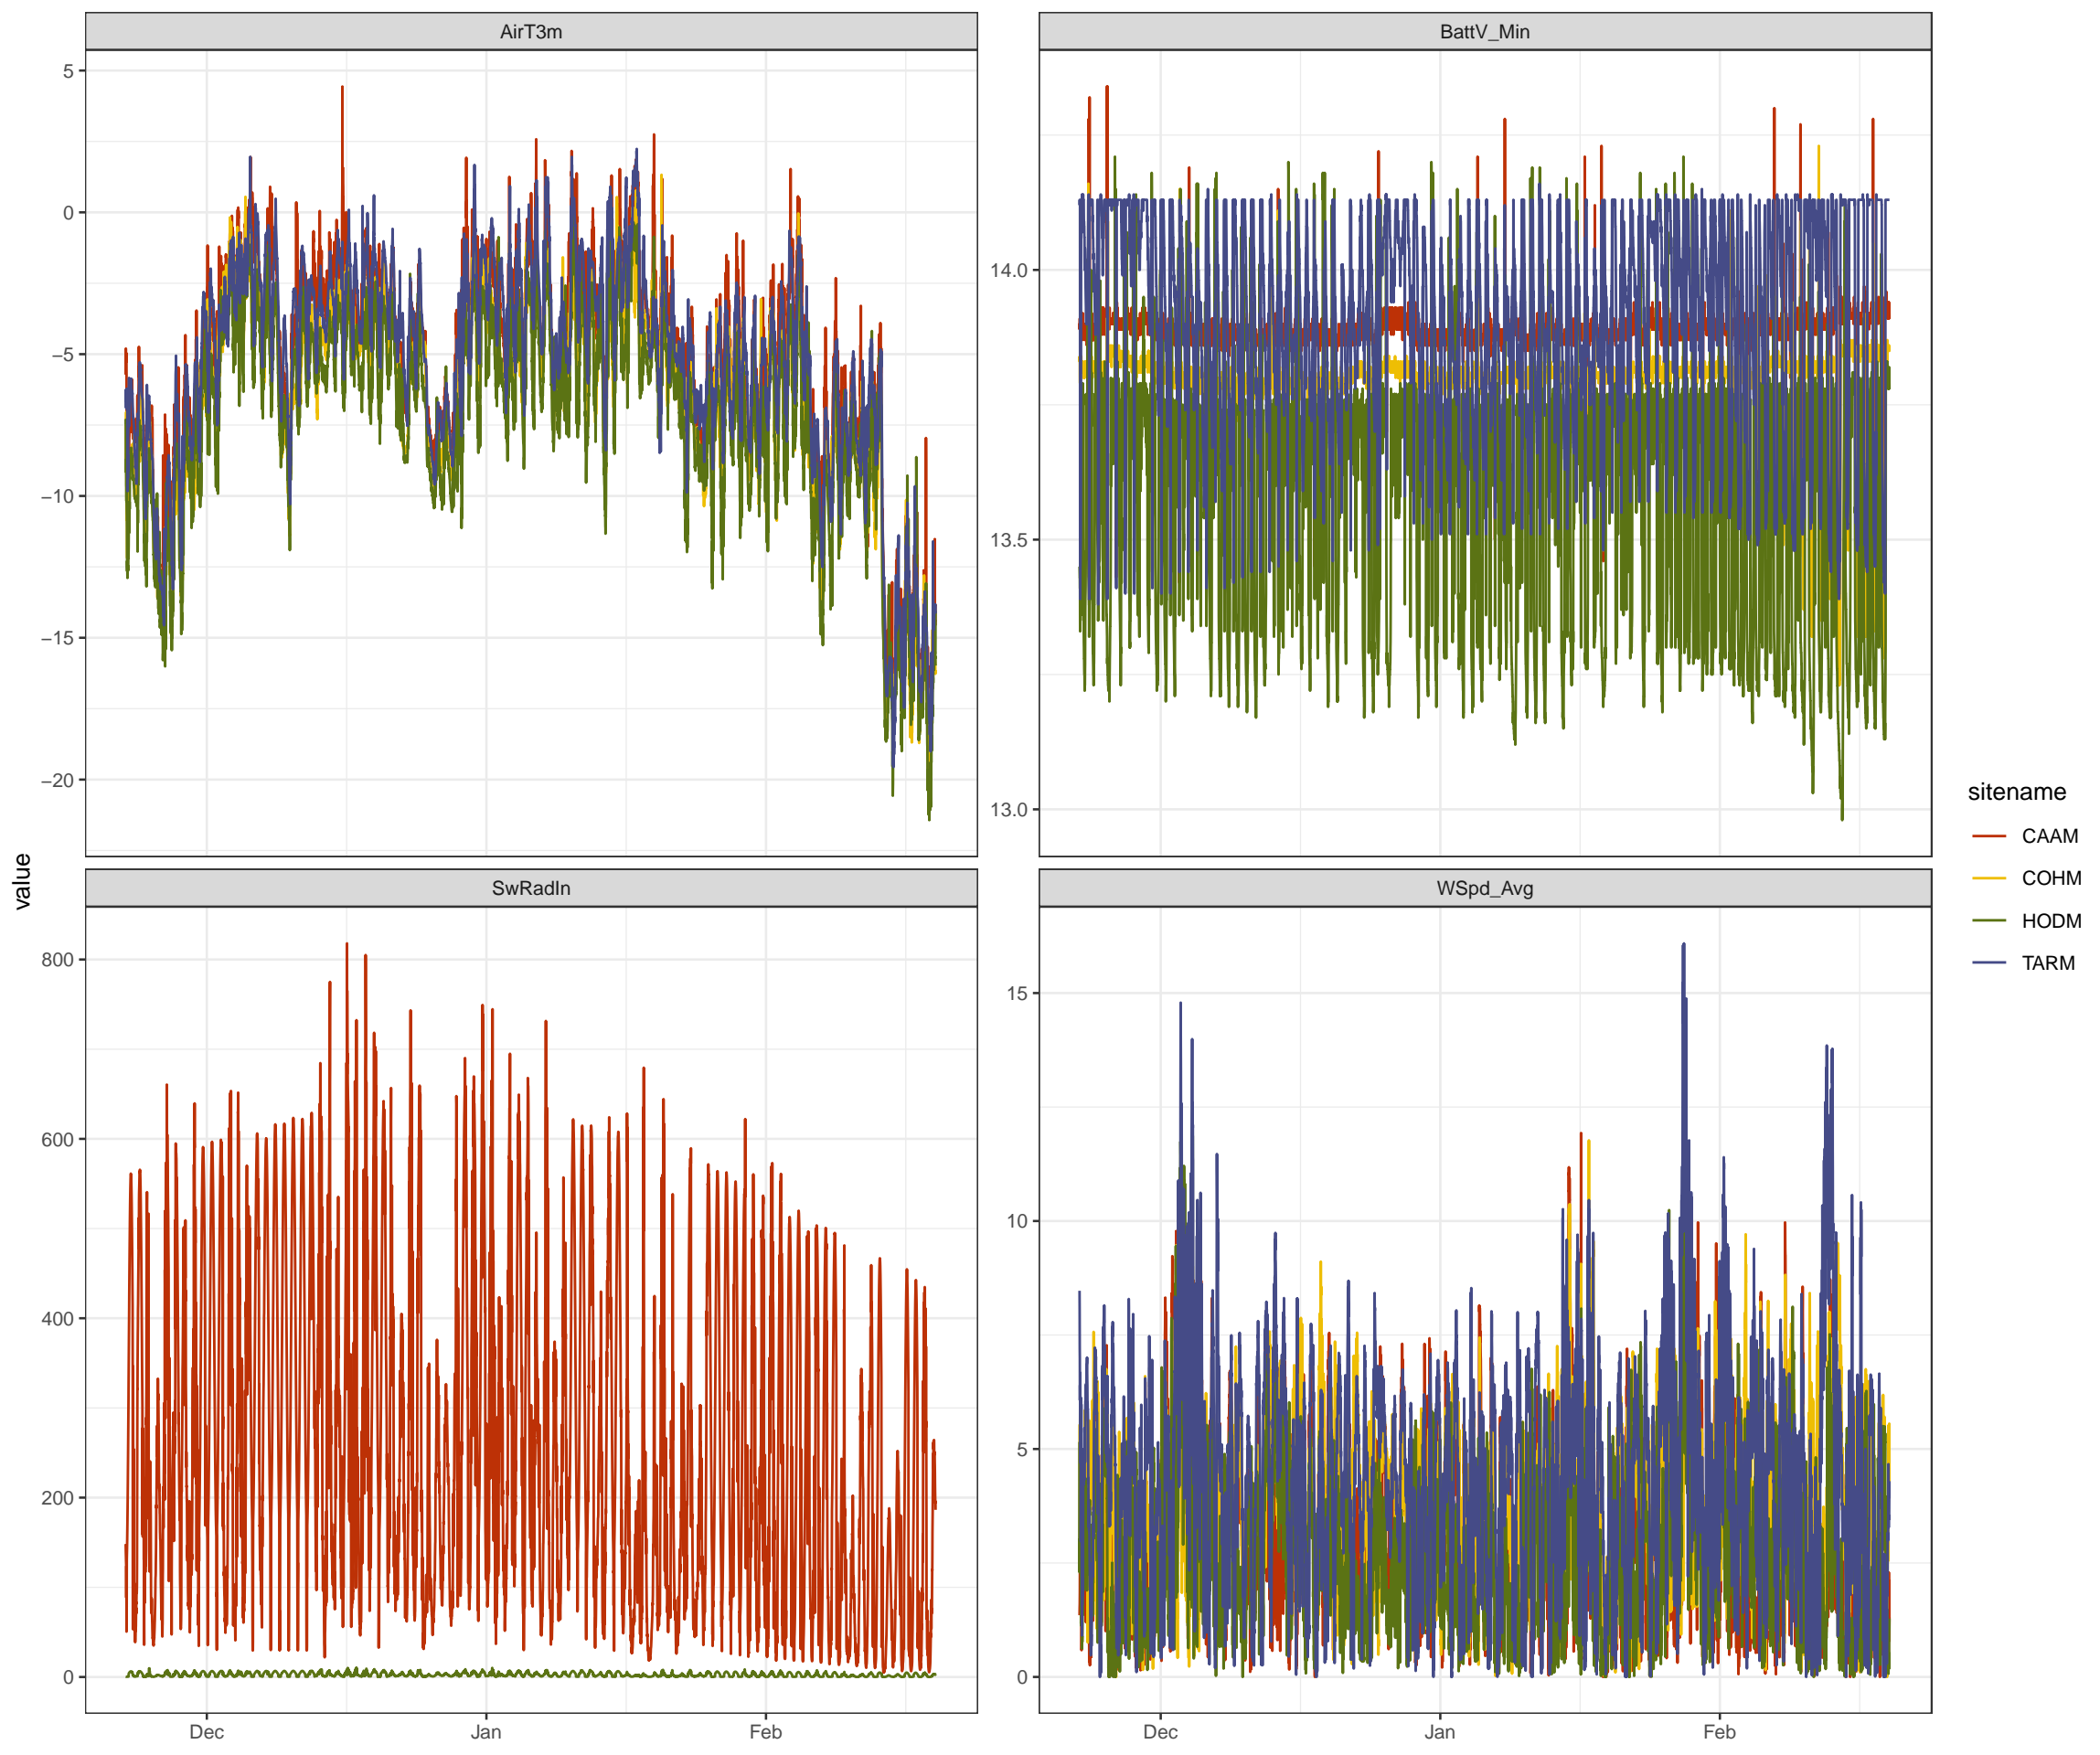 AirT3m
BattV_Min
5
0
−5
−10
−15
−20
14.0
13.5
13.0
value
SwRadIn
WSpd_Avg
800
600
400
200
0
15
10
5
0
Dec
Jan
Feb
Dec
Jan
Feb
sitename
CAAM
COHM
HODM
TARM